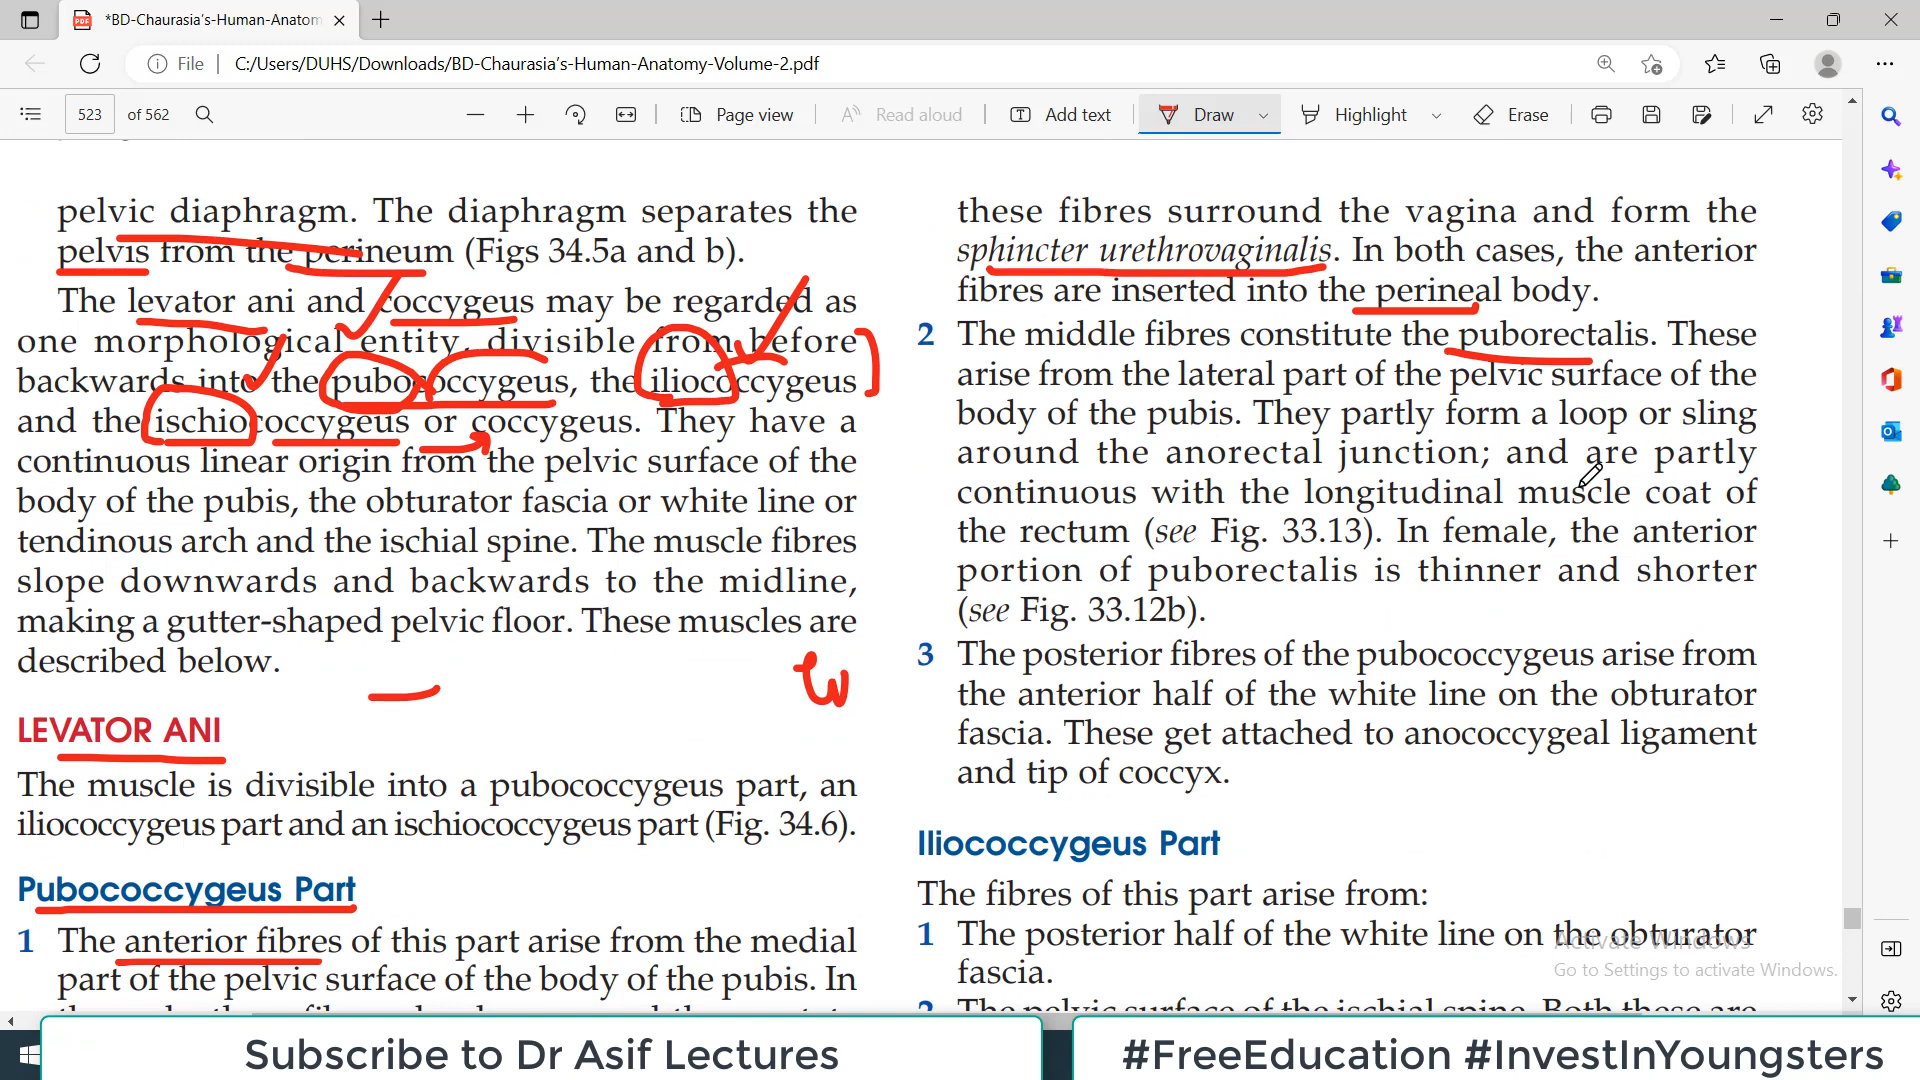 *BD-Chaurasia's-Human-Anatom
File
C:/Users/DUHS/Downloads/BD-Chaurasia's-Human-Anatomy-Volume-2.pdf
523 of 562
Page view
Read aloud
Add text
Draw
Highlight
Erase
pelvic diaphragm. The diaphragm separates the
pelvis from the perineum (Figs 34.5a and b).
The levator ani and coccygeus may be regarded as
one morphological entity, divisible from before
backwards into the pubococcygeus, the iliococcygeus
and the ischiococcygeus or coccygeus. They have a
continuous linear origin from the pelvic surface of the
body of the pubis, the obturator fascia or white line or
tendinous arch and the ischial spine. The muscle fibres
slope downwards and backwards to the midline,
making a gutter-shaped pelvic floor. These muscles are
described below.
LEVATOR ANI
The muscle is divisible into a pubococcygeus part, an
iliococcygeus part and an ischiococcygeus part (Fig. 34.6).
Pubococcygeus Part
1 The anterior fibres of this part arise from the medial
part of the pelvic surface of the body of the pubis. In
these fibres surround the vagina and form the
sphincter urethrovaginalis. In both cases, the anterior
fibres are inserted into the perineal body.
2 The middle fibres constitute the puborectalis. These
arise from the lateral part of the pelvic surface of the
body of the pubis. They partly form a loop or sling
around the anorectal junction; and are partly
continuous with the longitudinal muscle coat of
the rectum (see Fig. 33.13). In female, the anterior
portion of puborectalis is thinner and shorter
(see Fig. 33.12b).
3 The posterior fibres of the pubococcygeus arise from
the anterior half of the white line on the obturator
fascia. These get attached to anococcygeal ligament
and tip of coccyx.
Iliococcygeus Part
The fibres of this part arise from:
1 The posterior half of the white line on the obturator
fascia.
2 The pelvic surface of the ischial spine. Both these are
Activate Windows
Go to Settings to activate Windows.
Subscribe to Dr Asif Lectures
#FreeEducation #InvestInYoungsters